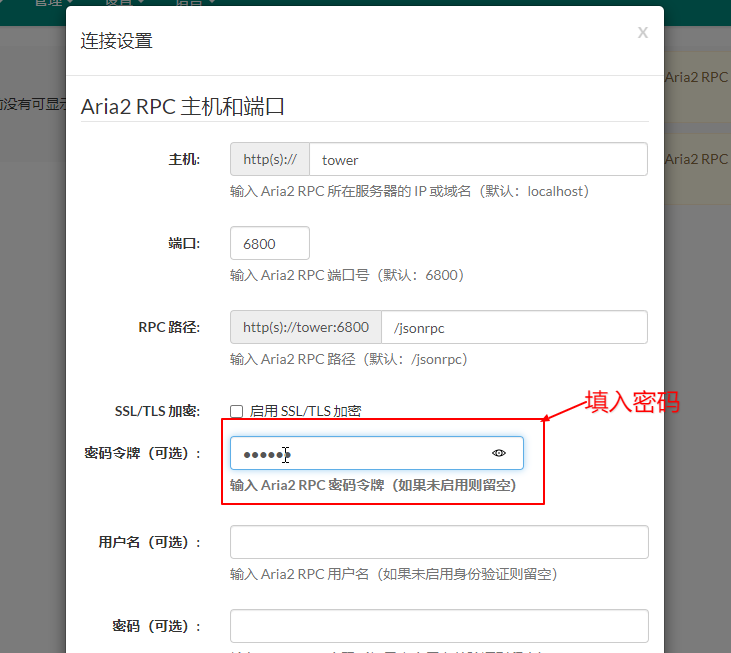 管理 设置 语言
连接设置
X
Aria2 RPC
没有可显示
Aria2 RPC 主机和端口
主机:
http(s)://
tower
Aria2 RPC
输入 Aria2 RPC 所在服务器的 IP 或域名（默认：localhost）
端口:
6800
输入 Aria2 RPC 端口号（默认：6800）
RPC 路径:
http(s)://tower:6800
/jsonrpc
输入 Aria2 RPC 路径（默认：/jsonrpc）
SSL/TLS 加密:
启用 SSL/TLS 加密
填入密码
密码令牌（可选）:
••••••
输入 Aria2 RPC 密码令牌（如果未启用则留空）
用户名（可选）:
输入 Aria2 RPC 用户名（如果未启用身份验证则留空）
密码（可选）: